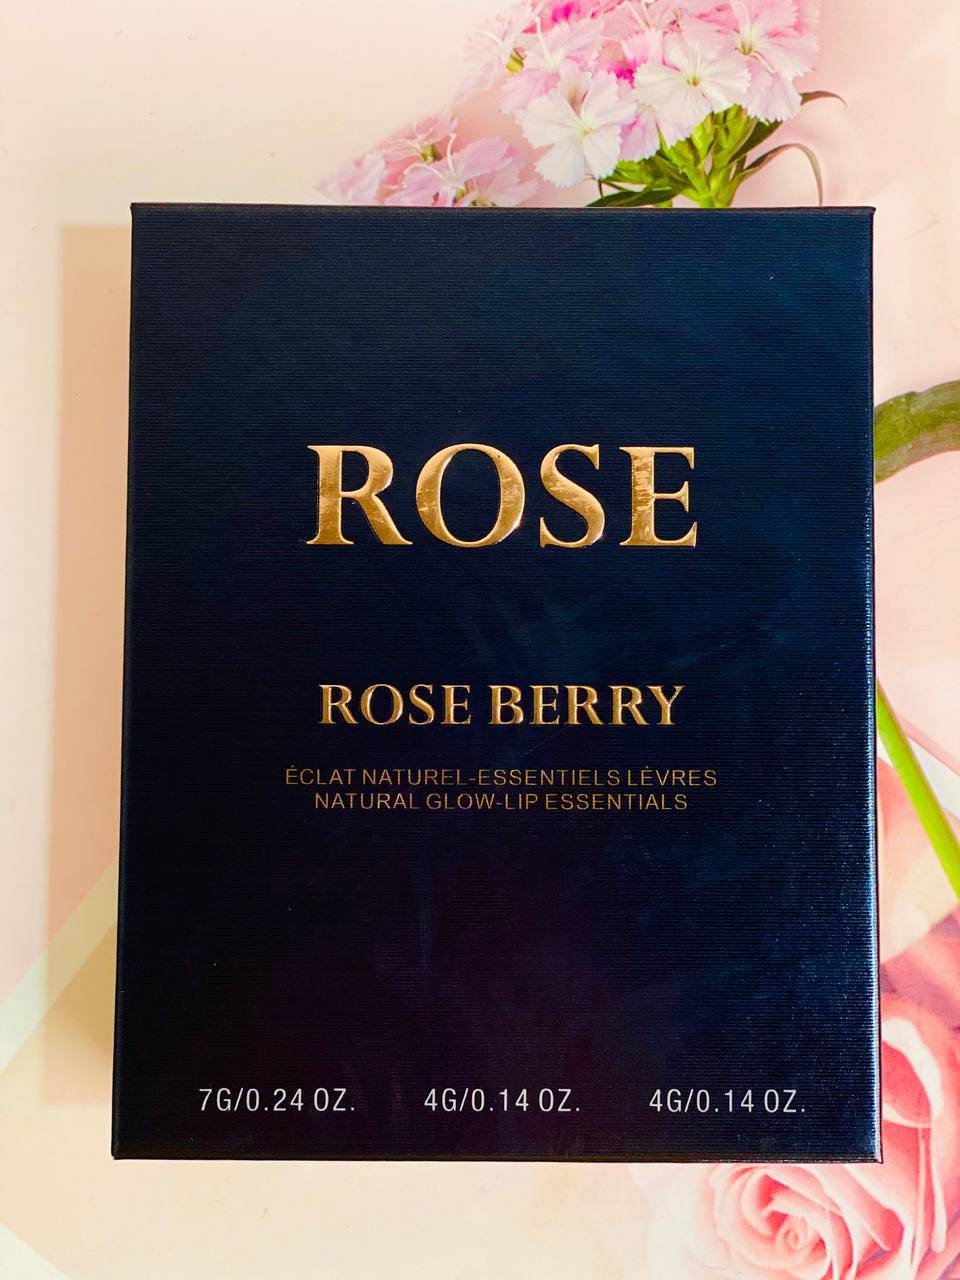 ROSE
ROSE BERRY
ÉCLAT NATUREL-ESSENTIELS LÈVRES
NATURAL GLOW-LIP ESSENTIALS
7G/0.24 OZ. 4G/0.14 OZ. 4G/0.14 OZ.